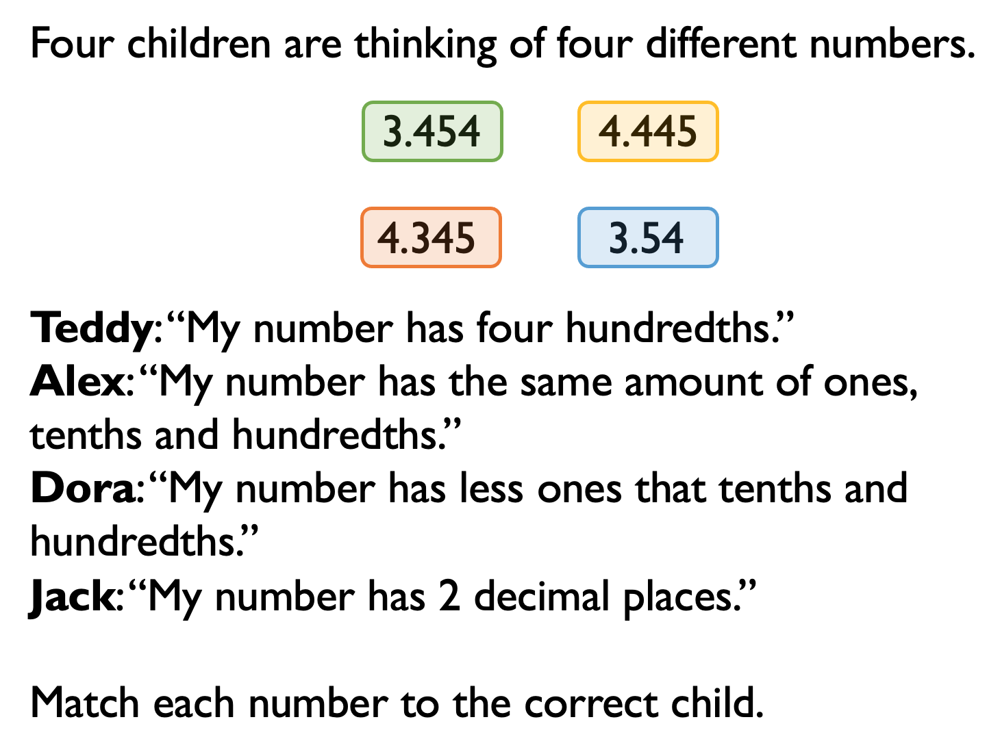 Four children are thinking of four different numbers.
3.454 4.445
4.345 3.54
Teddy: “My number has four hundredths.”
Alex: “My number has the same amount of ones,
tenths and hundredths.”
Dora: “My number has less ones that tenths and
hundredths.”
Jack: “My number has 2 decimal places.”
Match each number to the correct child.